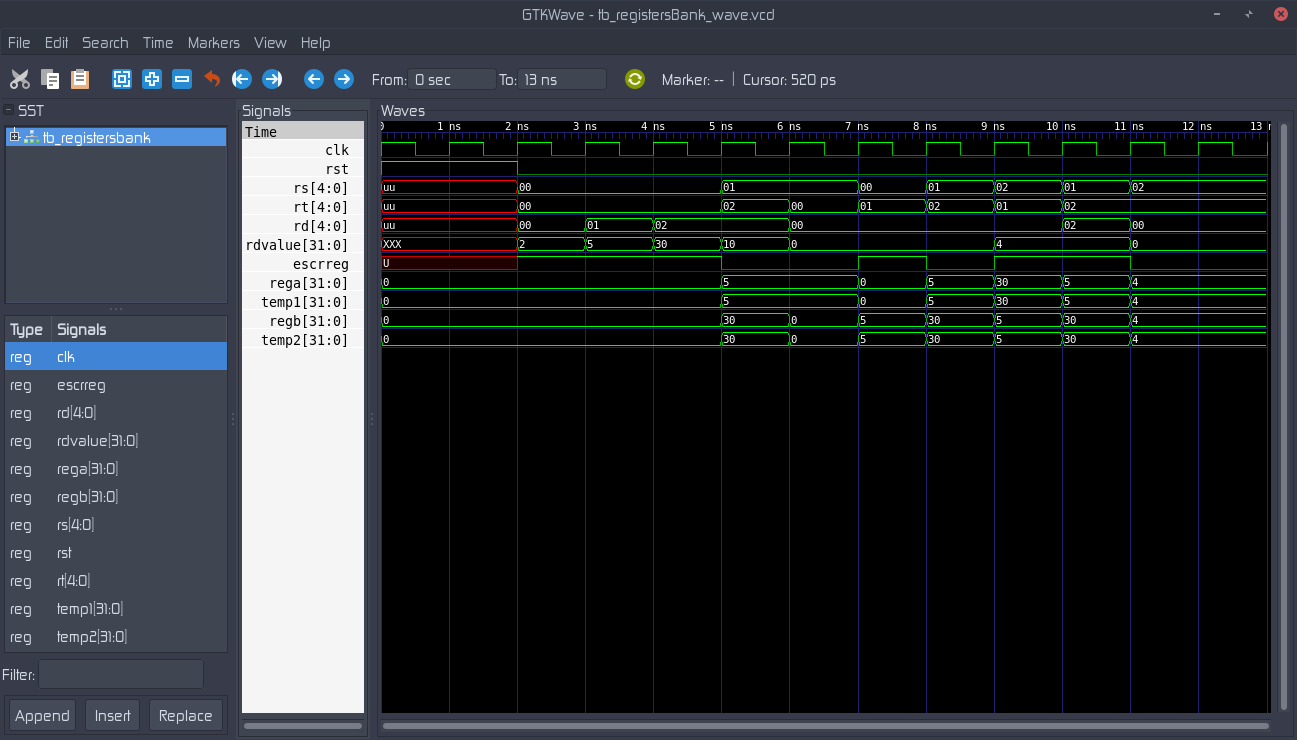 GTKWave - tb_registersBank_wave.vcd
File Edit Search Time Markers View Help
From: 0 sec To: 13 ns Marker: -- | Cursor: 520 ps
SST
tb_registersbank
Type Signals
reg clk
reg escrreg
reg rd[4:0]
reg rdvalue[31:0]
reg rega[31:0]
reg regb[31:0]
reg rs[4:0]
reg rst
reg rt[4:0]
reg temp1[31:0]
reg temp2[31:0]
Filter:
Append Insert Replace
Signals
Time
clk
rst
rs[4:0]
rt[4:0]
rd[4:0]
rdvalue[31:0]
escrreg
rega[31:0]
temp1[31:0]
regb[31:0]
temp2[31:0]
Waves
0 1 ns 2 ns 3 ns 4 ns 5 ns 6 ns 7 ns 8 ns 9 ns 10 ns 11 ns 12 ns 13
uu 00 01 00 01 02 01 02
uu 00 02 00 01 02 01 02
uu 00 01 02 00 02 00
XXX 2 5 30 10 0 4 0
U
0 5 0 5 30 5 4
0 5 0 5 30 5 4
0 30 0 5 30 5 30 4
0 30 0 5 30 5 30 4